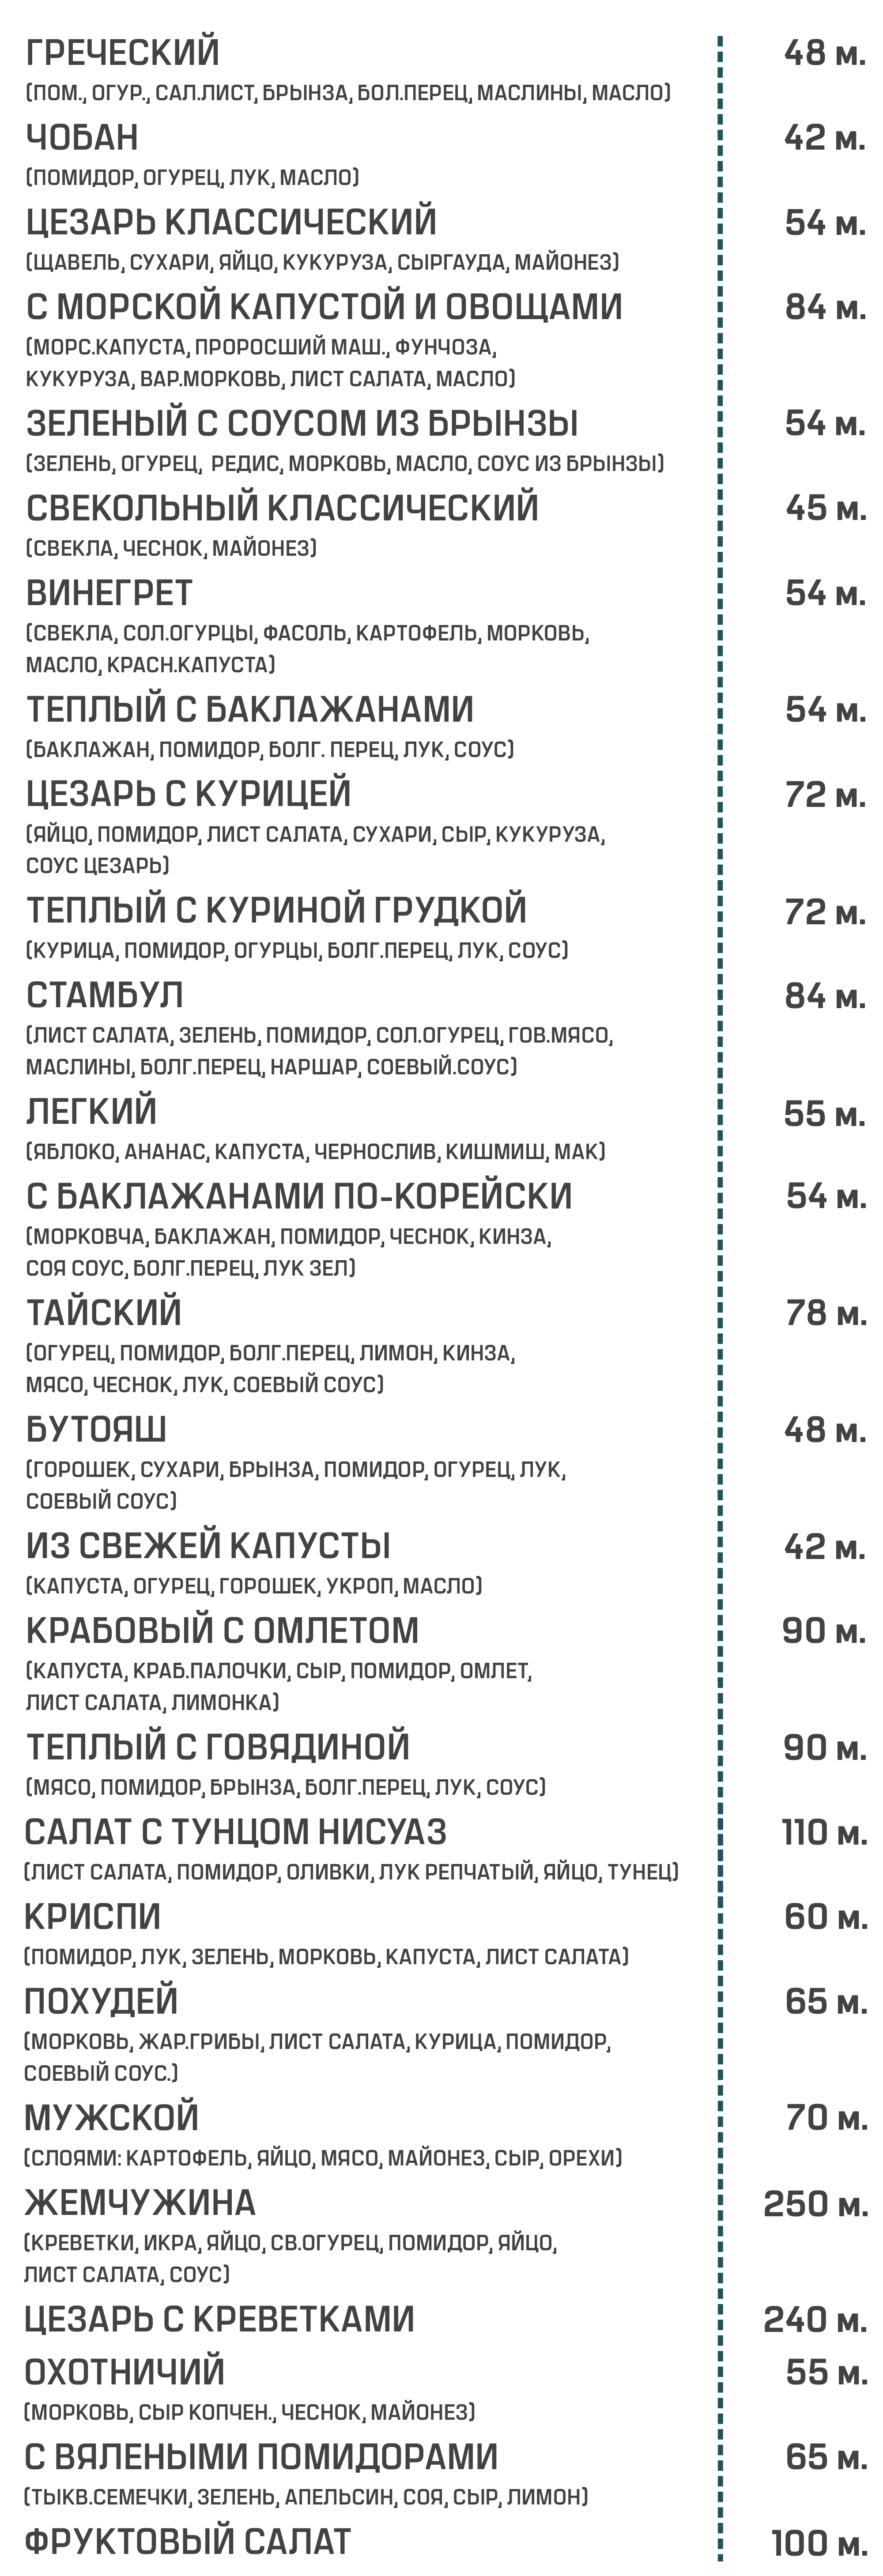 ГРЕЧЕСКИЙ 48 м.
(ПОМ., ОГУР., САЛ.ЛИСТ, БРЫНЗА, БОЛ.ПЕРЕЦ, МАСЛИНЫ, МАСЛО)
ЧОБАН 42 м.
(ПОМИДОР, ОГУРЕЦ, ЛУК, МАСЛО)
ЦЕЗАРЬ КЛАССИЧЕСКИЙ 54 м.
(ЩАВЕЛЬ, СУХАРИ, ЯЙЦО, КУКУРУЗА, СЫРГАУДА, МАЙОНЕЗ)
С МОРСКОЙ КАПУСТОЙ И ОВОЩАМИ 84 м.
(МОРС.КАПУСТА, ПРОРОСШИЙ МАШ., ФУНЧОЗА,
КУКУРУЗА, ВАР.МОРКОВЬ, ЛИСТ САЛАТА, МАСЛО)
ЗЕЛЕНЫЙ С СОУСОМ ИЗ БРЫНЗЫ 54 м.
(ЗЕЛЕНЬ, ОГУРЕЦ, РЕДИС, МОРКОВЬ, МАСЛО, СОУС ИЗ БРЫНЗЫ)
СВЕКОЛЬНЫЙ КЛАССИЧЕСКИЙ 45 м.
(СВЕКЛА, ЧЕСНОК, МАЙОНЕЗ)
ВИНЕГРЕТ 54 м.
(СВЕКЛА, СОЛ.ОГУРЦЫ, ФАСОЛЬ, КАРТОФЕЛЬ, МОРКОВЬ,
МАСЛО, КРАСН.КАПУСТА)
ТЕПЛЫЙ С БАКЛАЖАНАМИ 54 м.
(БАКЛАЖАН, ПОМИДОР, БОЛГ. ПЕРЕЦ, ЛУК, СОУС)
ЦЕЗАРЬ С КУРИЦЕЙ 72 м.
(ЯЙЦО, ПОМИДОР, ЛИСТ САЛАТА, СУХАРИ, СЫР, КУКУРУЗА,
СОУС ЦЕЗАРЬ)
ТЕПЛЫЙ С КУРИНОЙ ГРУДКОЙ 72 м.
(КУРИЦА, ПОМИДОР, ОГУРЦЫ, БОЛГ.ПЕРЕЦ, ЛУК, СОУС)
СТАМБУЛ 84 м.
(ЛИСТ САЛАТА, ЗЕЛЕНЬ, ПОМИДОР, СОЛ.ОГУРЕЦ, ГОВ.МЯСО,
МАСЛИНЫ, БОЛГ.ПЕРЕЦ, НАРШАР, СОЕВЫЙ.СОУС)
ЛЕГКИЙ 55 м.
(ЯБЛОКО, АНАНАС, КАПУСТА, ЧЕРНОСЛИВ, КИШМИШ, МАК)
С БАКЛАЖАНАМИ ПО-КОРЕЙСКИ 54 м.
(МОРКОВЧА, БАКЛАЖАН, ПОМИДОР, ЧЕСНОК, КИНЗА,
СОЯ СОУС, БОЛГ.ПЕРЕЦ, ЛУК ЗЕЛ)
ТАЙСКИЙ 78 м.
(ОГУРЕЦ, ПОМИДОР, БОЛГ.ПЕРЕЦ, ЛИМОН, КИНЗА,
МЯСО, ЧЕСНОК, ЛУК, СОЕВЫЙ СОУС)
БУТОЯШ 48 м.
(ГОРОШЕК, СУХАРИ, БРЫНЗА, ПОМИДОР, ОГУРЕЦ, ЛУК,
СОЕВЫЙ СОУС)
ИЗ СВЕЖЕЙ КАПУСТЫ 42 м.
(КАПУСТА, ОГУРЕЦ, ГОРОШЕК, УКРОП, МАСЛО)
КРАБОВЫЙ С ОМЛЕТОМ 90 м.
(КАПУСТА, КРАБ.ПАЛОЧКИ, СЫР, ПОМИДОР, ОМЛЕТ,
ЛИСТ САЛАТА, ЛИМОНКА)
ТЕПЛЫЙ С ГОВЯДИНОЙ 90 м.
(МЯСО, ПОМИДОР, БРЫНЗА, БОЛГ.ПЕРЕЦ, ЛУК, СОУС)
САЛАТ С ТУНЦОМ НИСУАЗ 110 м.
(ЛИСТ САЛАТА, ПОМИДОР, ОЛИВКИ, ЛУК РЕПЧАТЫЙ, ЯЙЦО, ТУНЕЦ)
КРИСПИ 60 м.
(ПОМИДОР, ЛУК, ЗЕЛЕНЬ, МОРКОВЬ, КАПУСТА, ЛИСТ САЛАТА)
ПОХУДЕЙ 65 м.
(МОРКОВЬ, ЖАР.ГРИБЫ, ЛИСТ САЛАТА, КУРИЦА, ПОМИДОР,
СОЕВЫЙ СОУС.)
МУЖСКОЙ 70 м.
(СЛОЯМИ: КАРТОФЕЛЬ, ЯЙЦО, МЯСО, МАЙОНЕЗ, СЫР, ОРЕХИ)
ЖЕМЧУЖИНА 250 м.
(КРЕВЕТКИ, ИКРА, ЯЙЦО, СВ.ОГУРЕЦ, ПОМИДОР, ЯЙЦО,
ЛИСТ САЛАТА, СОУС)
ЦЕЗАРЬ С КРЕВЕТКАМИ 240 м.
ОХОТНИЧИЙ 55 м.
(МОРКОВЬ, СЫР КОПЧЕН., ЧЕСНОК, МАЙОНЕЗ)
С ВЯЛЕНЫМИ ПОМИДОРАМИ 65 м.
(ТЫКВ.СЕМЕЧКИ, ЗЕЛЕНЬ, АПЕЛЬСИН, СОЯ, СЫР, ЛИМОН)
ФРУКТОВЫЙ САЛАТ 100 м.